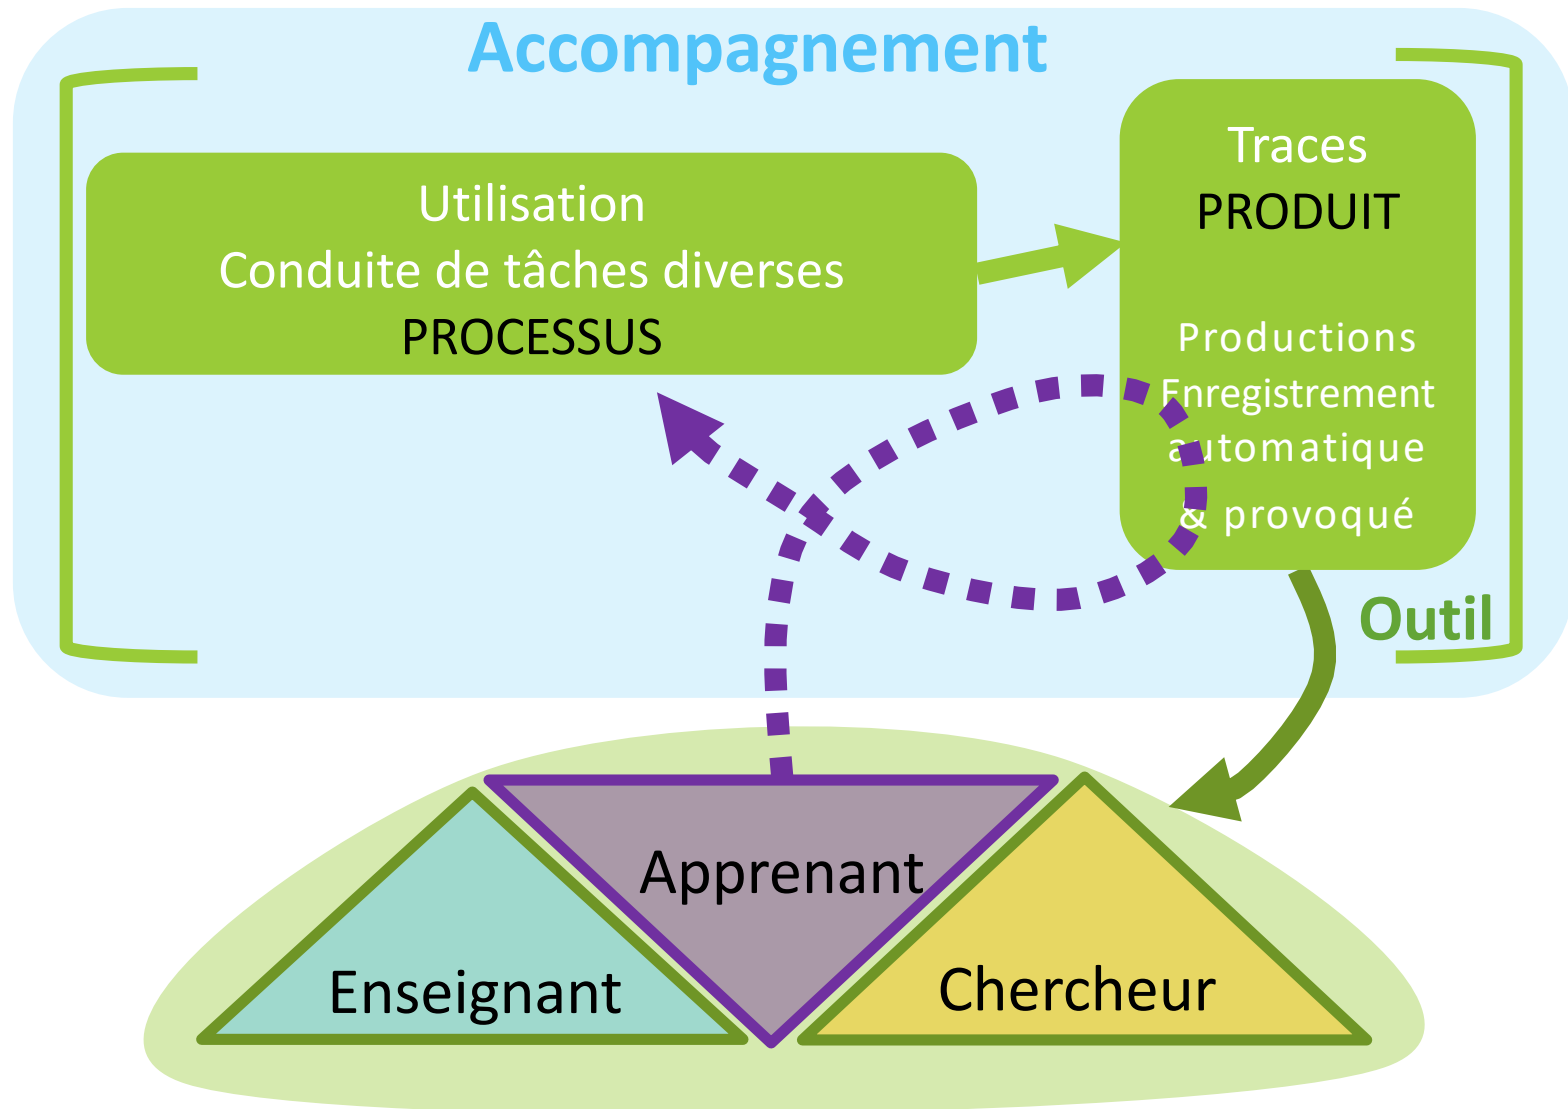 Accompagnement
Utilisation
Conduite de tâches diverses
PROCESSUS
Traces
PRODUIT
Productions
Enregistrement
automatique
& provoqué
Outil
Apprenant
Enseignant
Chercheur